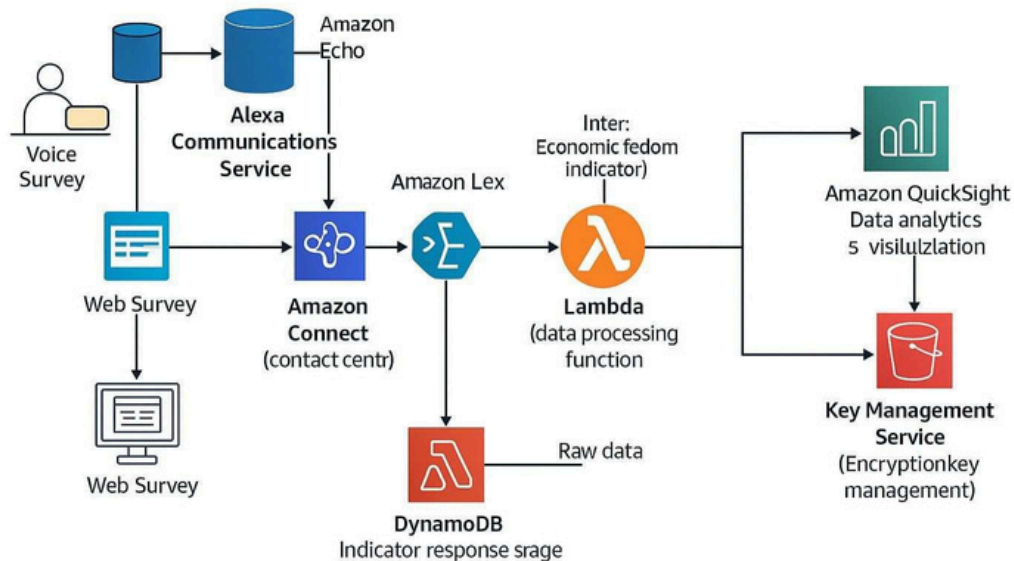 Amazon
Echo
Alexa
Communications
Service
Voice
Survey
Inter:
Economic fedom
indicator)
Amazon Lex
Amazon QuickSight
Data analytics
5 visilulzlation
Web Survey
Amazon
Connect
(contact centr)
Lambda
(data processing
function
Web Survey
Key Management
Service
(Encryptionkey
management)
Raw data
DynamoDB
Indicator response srage